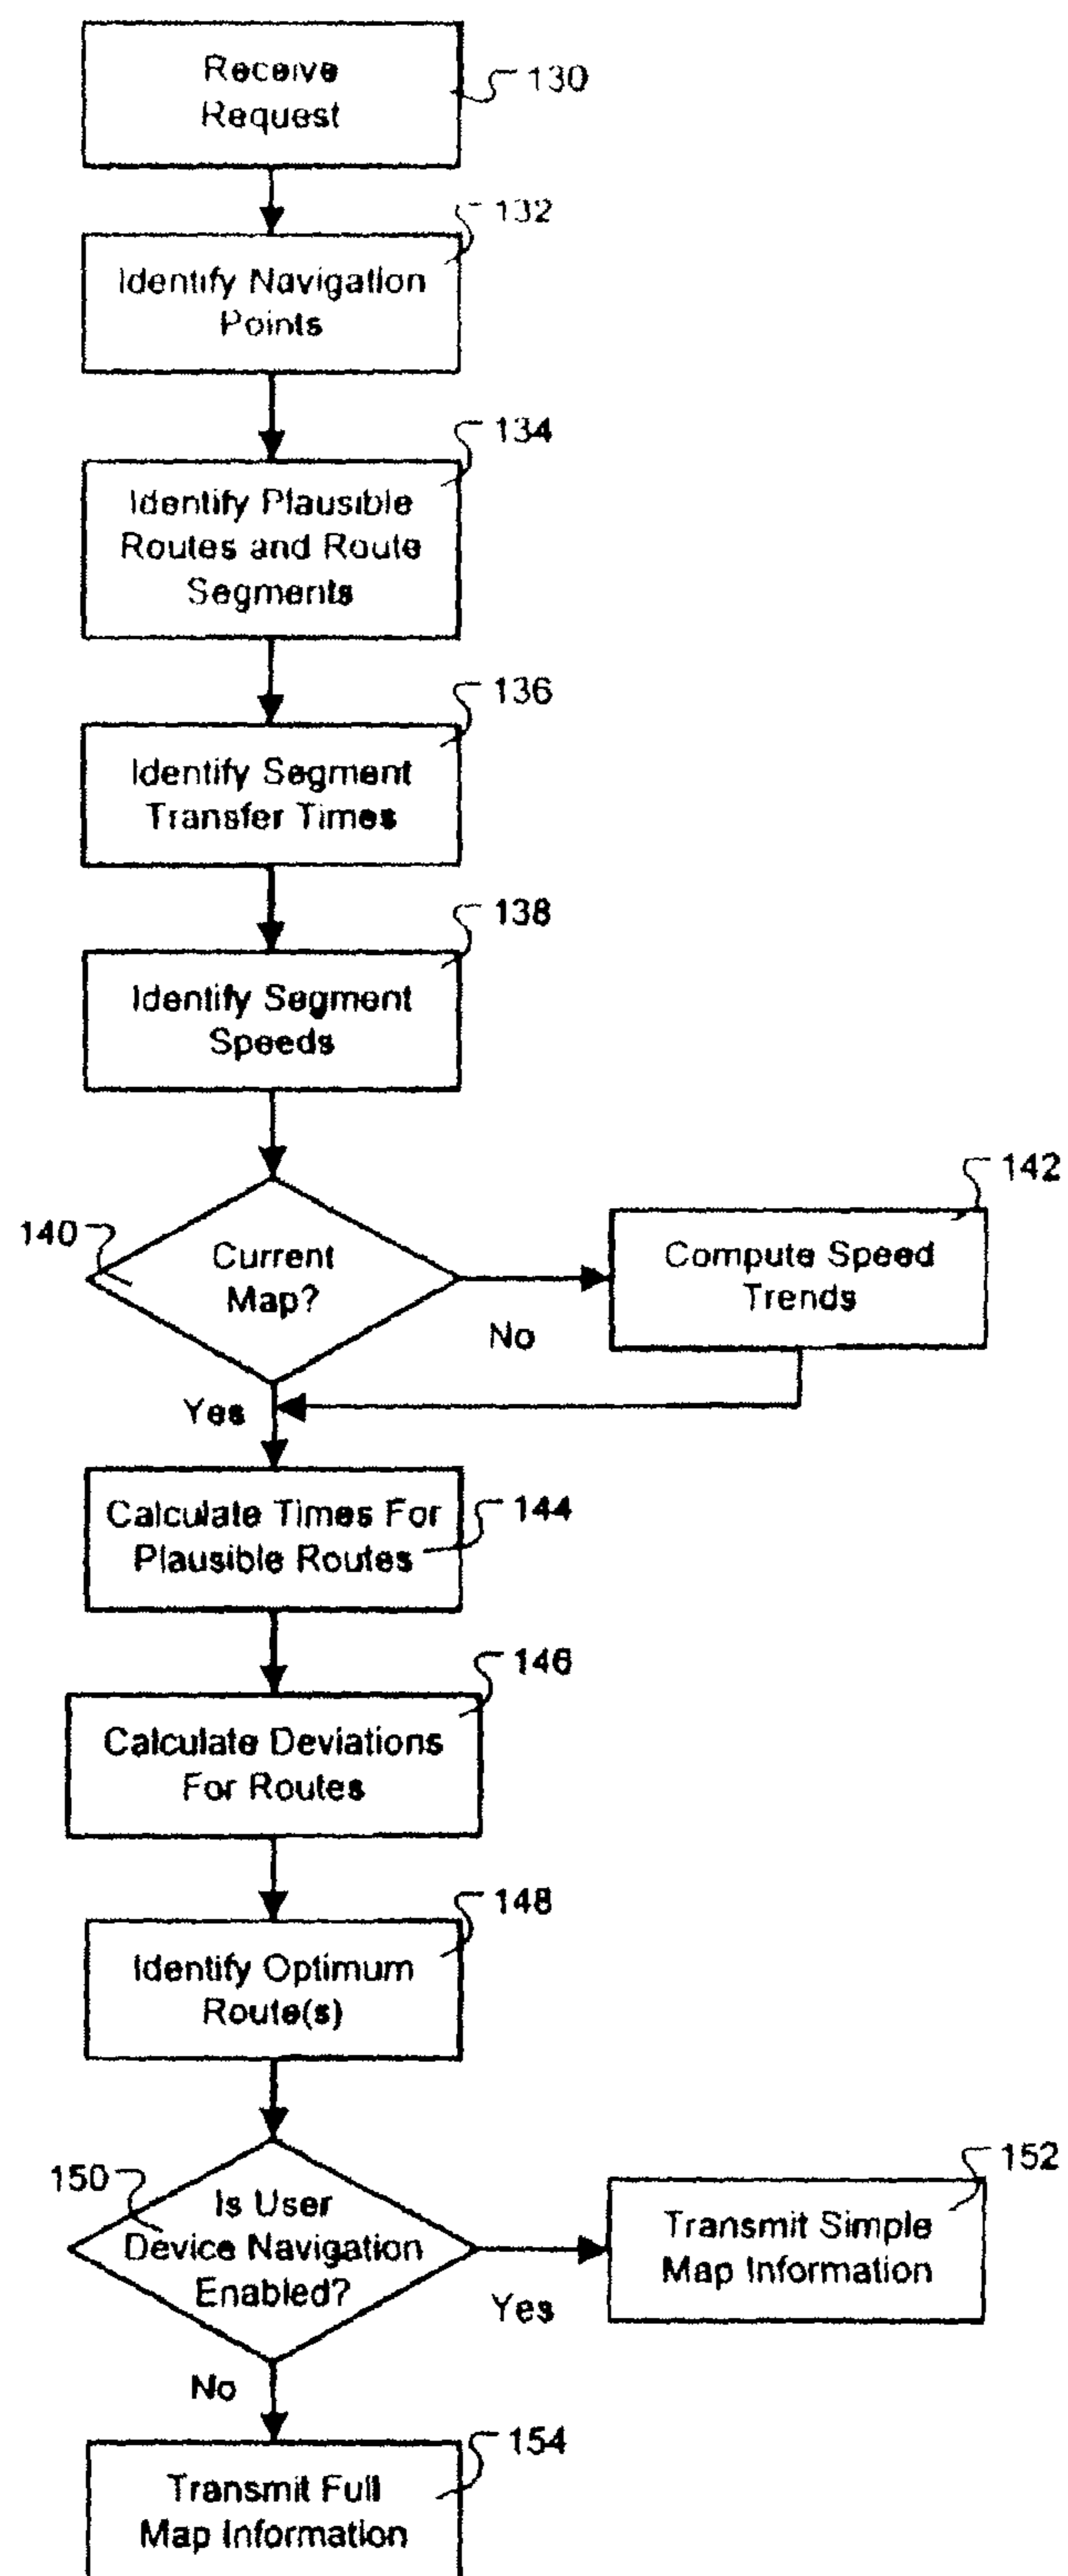 Receive
Request
130
132
Identify Navigation
Points
134
Identify Plausible
Routes and Route
Segments
136
Identify Segment
Transfer Times
138
Identify Segment
Speeds
140
Current
Map?
No
142
Compute Speed
Trends
Yes
Calculate Times For
Plausible Routes
144
146
Calculate Deviations
For Routes
148
Identify Optimum
Route(s)
150
Is User
Device Navigation
Enabled?
Yes
152
Transmit Simple
Map Information
No
154
Transmit Full
Map Information